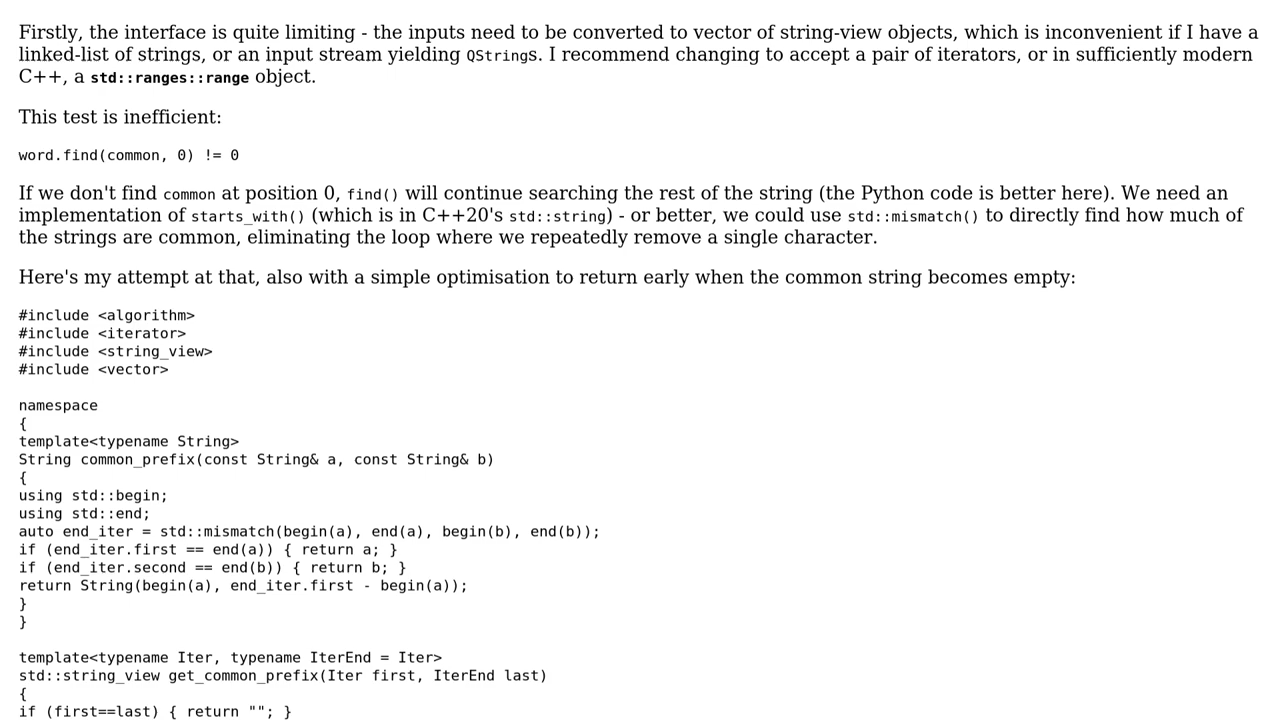 Firstly, the interface is quite limiting - the inputs need to be converted to vector of string-view objects, which is inconvenient if I have a
linked-list of strings, or an input stream yielding QStrings. I recommend changing to accept a pair of iterators, or in sufficiently modern
C++, a std::ranges::range object.
This test is inefficient:
word.find(common, 0) != 0
If we don't find common at position 0, find() will continue searching the rest of the string (the Python code is better here). We need an
implementation of starts_with() (which is in C++20's std::string) - or better, we could use std::mismatch() to directly find how much of
the strings are common, eliminating the loop where we repeatedly remove a single character.
Here's my attempt at that, also with a simple optimisation to return early when the common string becomes empty:
#include <algorithm>
#include <iterator>
#include <string_view>
#include <vector>
namespace
{
template<typename String>
String common_prefix(const String& a, const String& b)
{
using std::begin;
using std::end;
auto end_iter = std::mismatch(begin(a), end(a), begin(b), end(b));
if (end_iter.first == end(a)) { return a; }
if (end_iter.second == end(b)) { return b; }
return String(begin(a), end_iter.first - begin(a));
}
}
template<typename Iter, typename IterEnd = Iter>
std::string_view get_common_prefix(Iter first, IterEnd last)
{
if (first==last) { return ""; }